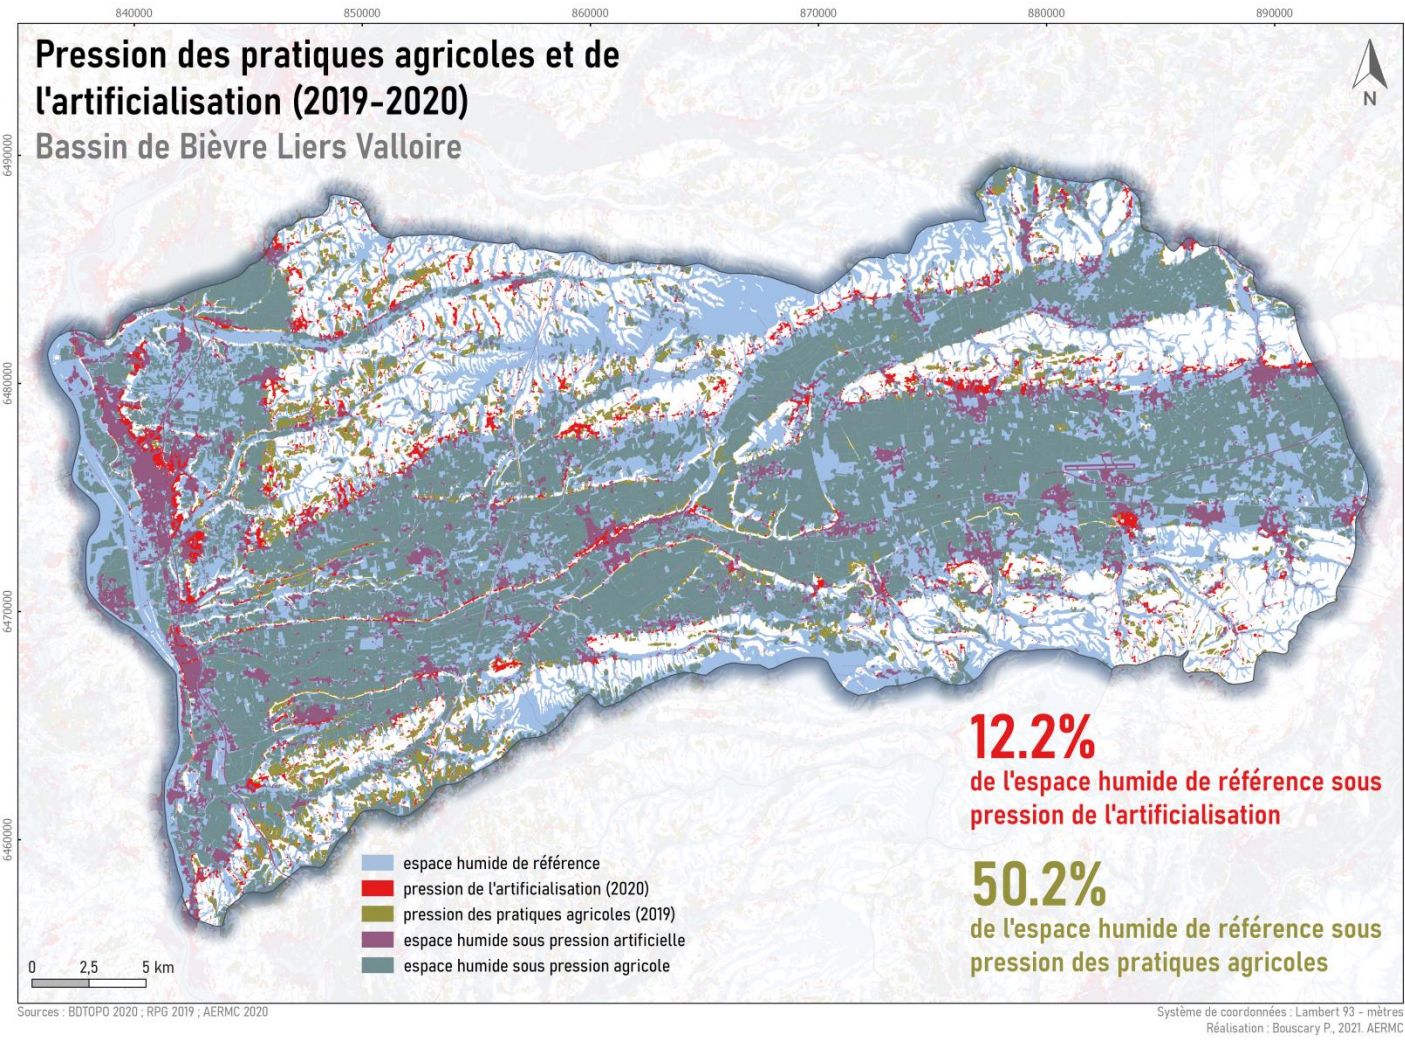 840000 850000 860000 870000 880000 890000
Pression des pratiques agricoles et de
l'artificialisation (2019-2020)
Bassin de Bièvre Liers Valloire
N
6490000
6480000
6470000
6460000
12.2%
de l'espace humide de référence sous
pression de l'artificialisation
50.2%
de l'espace humide de référence sous
pression des pratiques agricoles
espace humide de référence
pression de l'artificialisation (2020)
pression des pratiques agricoles (2019)
espace humide sous pression artificielle
espace humide sous pression agricole
0 2,5 5 km
Sources : BDTOPO 2020 ; RPG 2019 ; AERMC 2020
Système de coordonnées : Lambert 93 - mètres
Réalisation : Bouscary P., 2021. AERMC